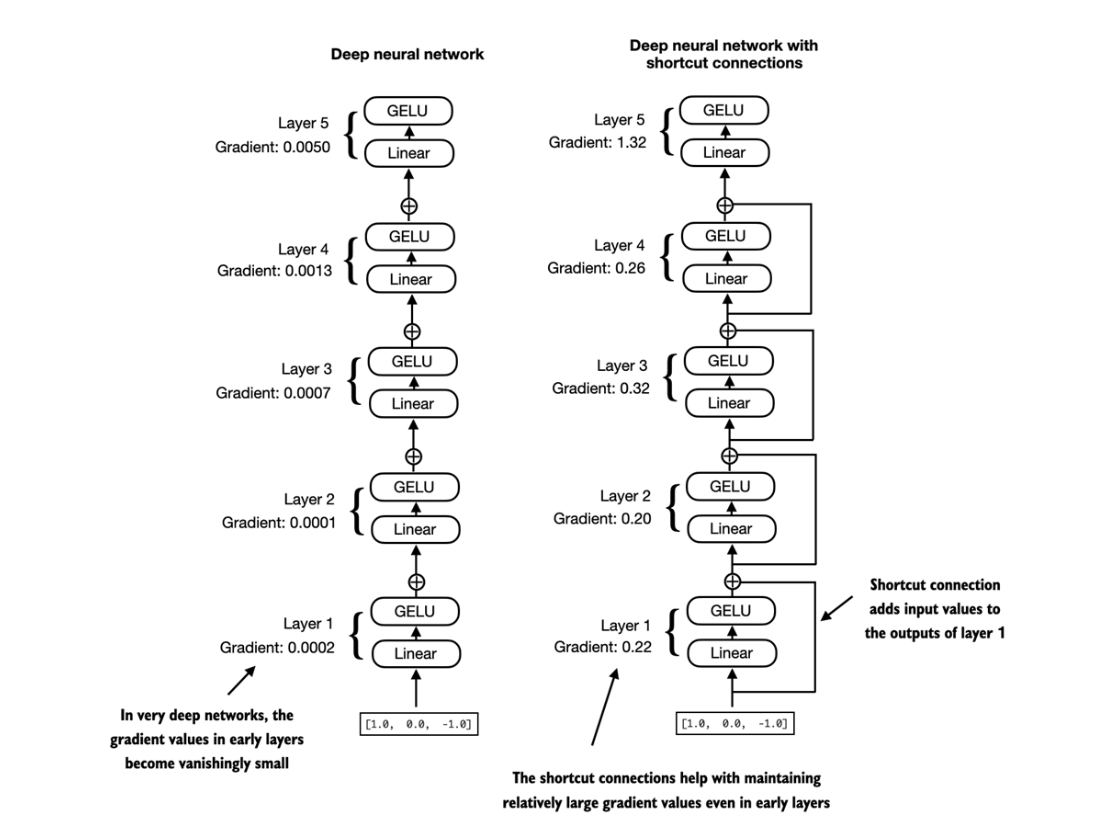 Deep neural network
GELU
Layer 5
Gradient: 0.0050
Linear
GELU
Layer 4
Gradient: 0.0013
Linear
GELU
Layer 3
Gradient: 0.0007
Linear
GELU
Layer 2
Gradient: 0.0001
Linear
GELU
Layer 1
Gradient: 0.0002
Linear
[1.0, 0.0, -1.0]
In very deep networks, the
gradient values in early layers
become vanishingly small
Deep neural network with
shortcut connections
GELU
Layer 5
Gradient: 1.32
Linear
GELU
Layer 4
Gradient: 0.26
Linear
GELU
Layer 3
Gradient: 0.32
Linear
GELU
Layer 2
Gradient: 0.20
Linear
GELU
Layer 1
Gradient: 0.22
Linear
[1.0, 0.0, -1.0]
Shortcut connection
adds input values to
the outputs of layer 1
The shortcut connections help with maintaining
relatively large gradient values even in early layers